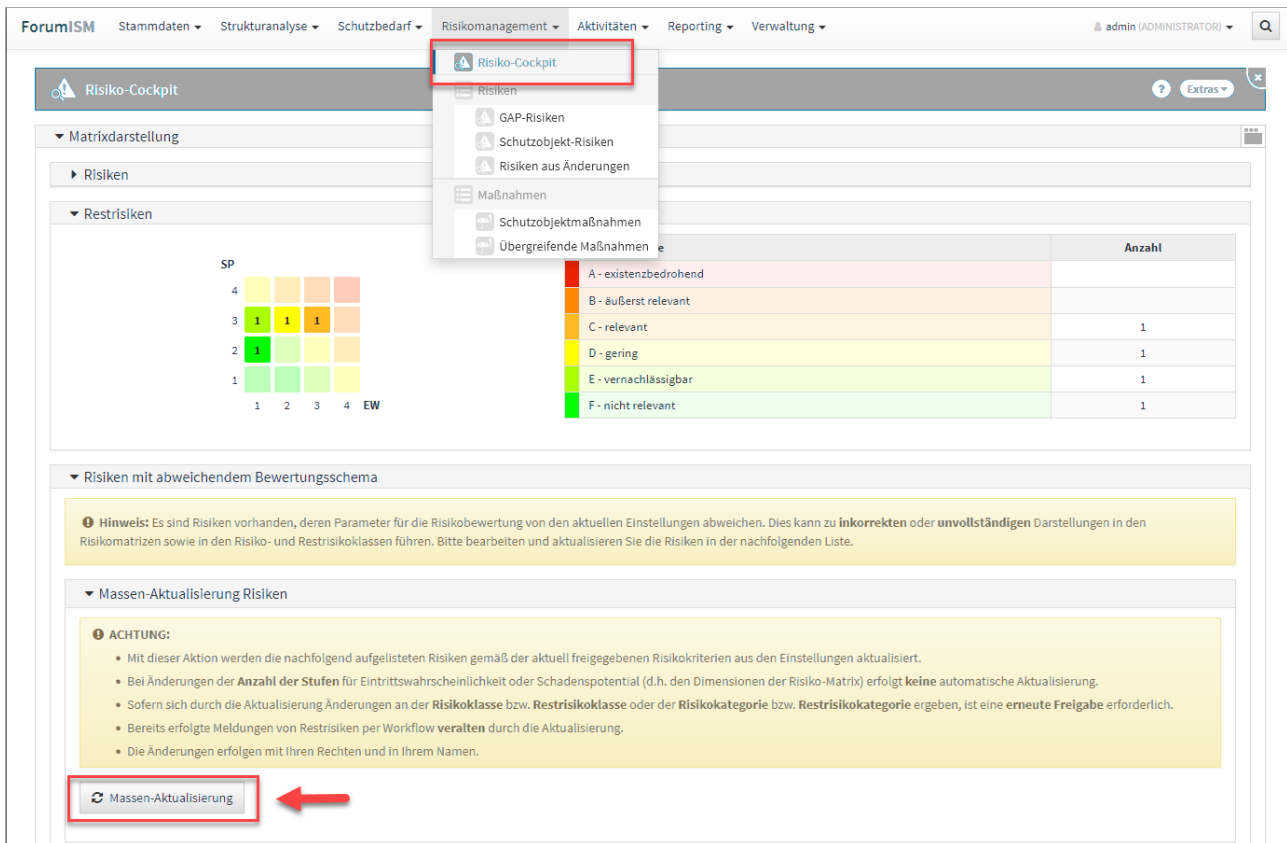 ForumISM Stammdaten Strukturanalyse Schutzbedarf Risikomanagement Aktivitäten Reporting Verwaltung admin (ADMINISTRATOR)
Risiko-Cockpit
Risiken
GAP-Risiken
Schutzobjekt-Risiken
Risiken aus Änderungen
Maßnahmen
Schutzobjektmaßnahmen
Übergreifende Maßnahmen
Risiko-Cockpit ? Extras x
Matrixdarstellung
Risiken
Restrisiken
SP
4
3 1 1 1
2 1
1
1 2 3 4 EW
Anzahl
A - existenzbedrohend
B - äußerst relevant
C - relevant 1
D - gering 1
E - vernachlässigbar 1
F - nicht relevant 1
Risiken mit abweichendem Bewertungsschema
Hinweis: Es sind Risiken vorhanden, deren Parameter für die Risikobewertung von den aktuellen Einstellungen abweichen. Dies kann zu inkorrekten oder unvollständigen Darstellungen in den
Risikomatrizen sowie in den Risiko- und Restrisikoklassen führen. Bitte bearbeiten und aktualisieren Sie die Risiken in der nachfolgenden Liste.
Massen-Aktualisierung Risiken
ACHTUNG:
• Mit dieser Aktion werden die nachfolgend aufgelisteten Risiken gemäß der aktuell freigegebenen Risikokriterien aus den Einstellungen aktualisiert.
• Bei Änderungen der Anzahl der Stufen für Eintrittswahrscheinlichkeit oder Schadenspotential (d.h. den Dimensionen der Risiko-Matrix) erfolgt keine automatische Aktualisierung.
• Sofern sich durch die Aktualisierung Änderungen an der Risikoklasse bzw. Restrisikoklasse oder der Risikokategorie bzw. Restrisikokategorie ergeben, ist eine erneute Freigabe erforderlich.
• Bereits erfolgte Meldungen von Restrisiken per Workflow veralten durch die Aktualisierung.
• Die Änderungen erfolgen mit Ihren Rechten und in Ihrem Namen.
Massen-Aktualisierung